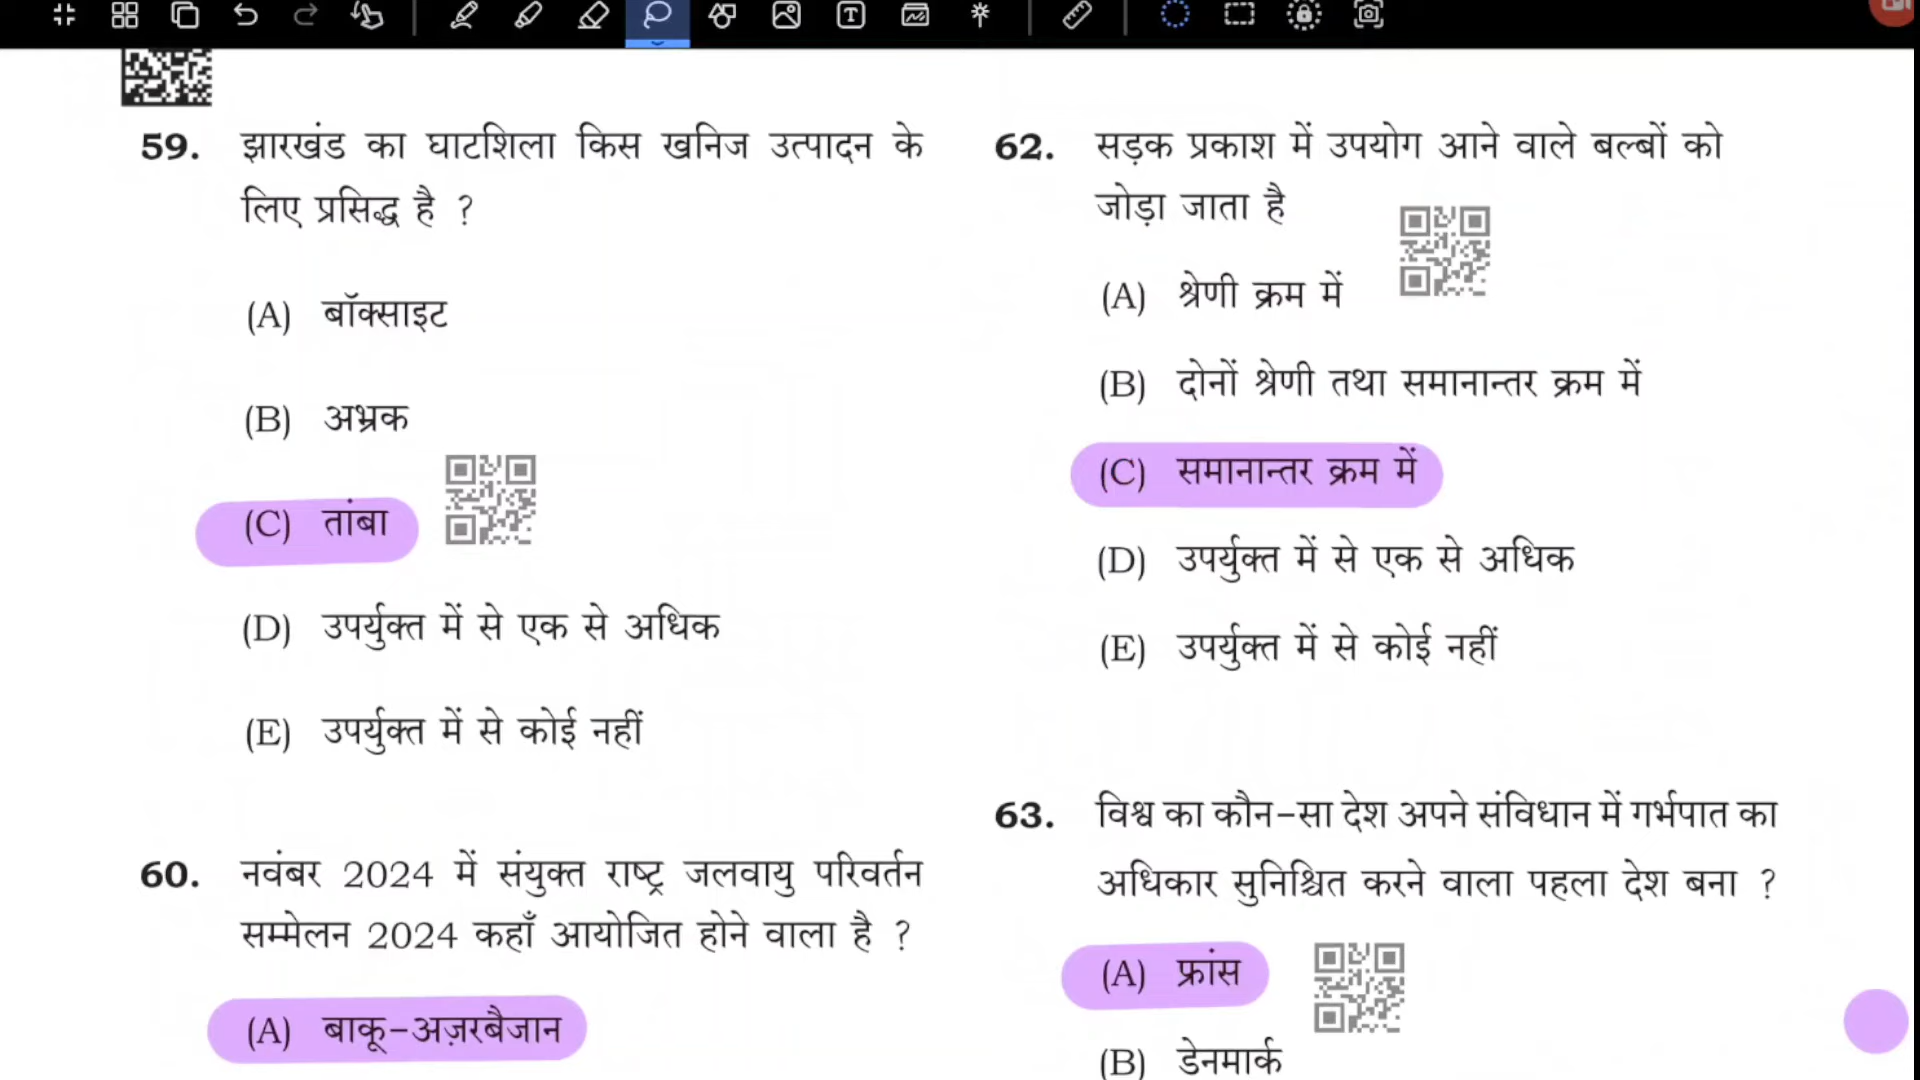 59. झारखंड का घाटशिला किस खनिज उत्पादन के
लिए प्रसिद्ध है ?
(A) बॉक्साइट
(B) अभ्रक
(C) तांबा
(D) उपर्युक्त में से एक से अधिक
(E) उपर्युक्त में से कोई नहीं
60. नवंबर 2024 में संयुक्त राष्ट्र जलवायु परिवर्तन
सम्मेलन 2024 कहाँ आयोजित होने वाला है ?
(A) बाकू-अज़रबैजान
62. सड़क प्रकाश में उपयोग आने वाले बल्बों को
जोड़ा जाता है
(A) श्रेणी क्रम में
(B) दोनों श्रेणी तथा समानान्तर क्रम में
(C) समानान्तर क्रम में
(D) उपर्युक्त में से एक से अधिक
(E) उपर्युक्त में से कोई नहीं
63. विश्व का कौन-सा देश अपने संविधान में गर्भपात का
अधिकार सुनिश्चित करने वाला पहला देश बना ?
(A) फ्रांस
(B) डेनमार्क